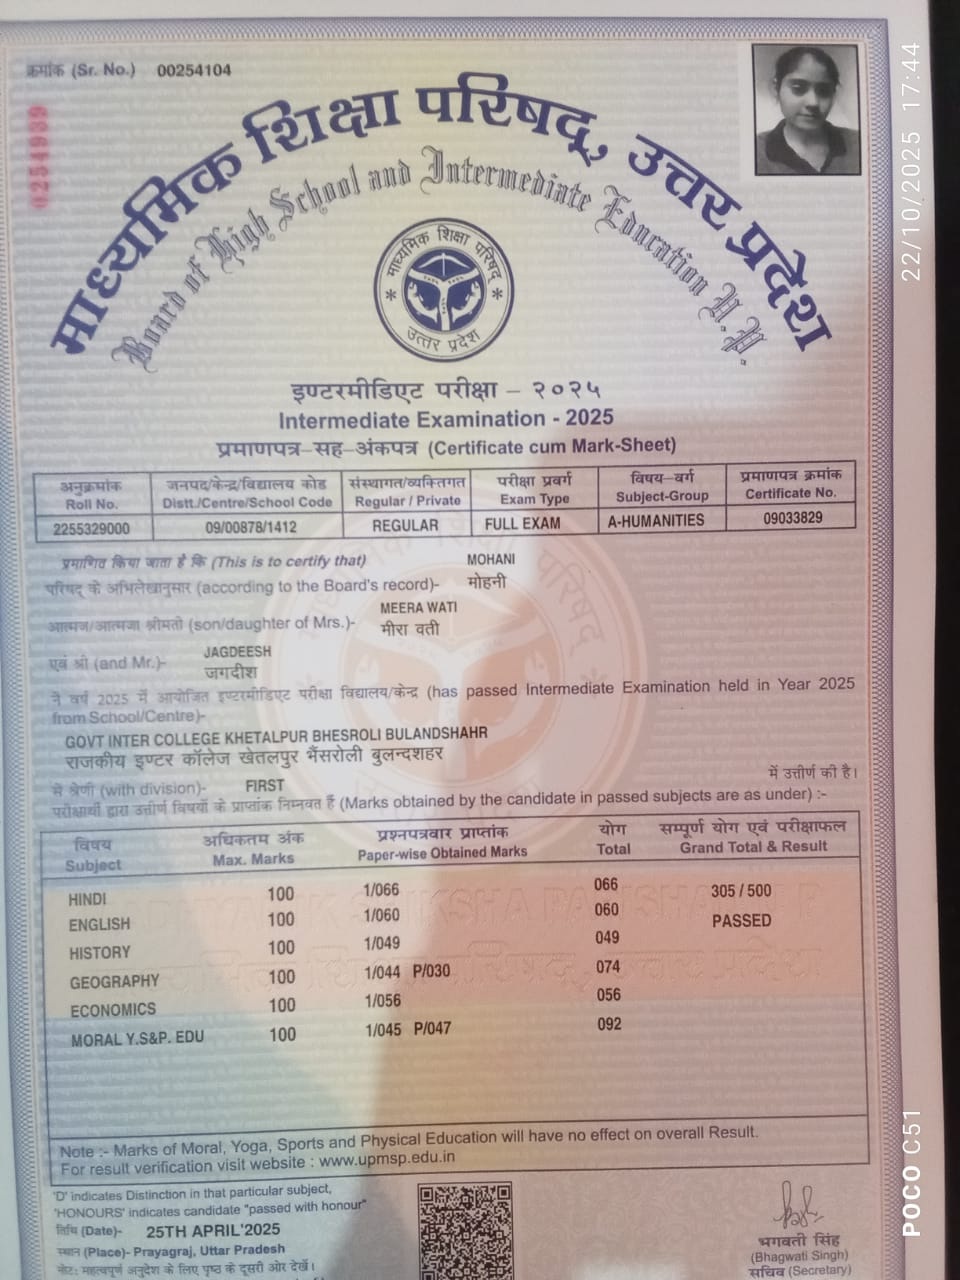 क्रमांक (Sr. No.) 00254104
0254939
माध्यमिक शिक्षा परिषद्, उत्तर प्रदेश
Board of High School and Intermediate Education U.P.
माध्यमिक शिक्षा परिषद्
उत्तर प्रदेश
इण्टरमीडिएट परीक्षा – २०२५
Intermediate Examination - 2025
प्रमाणपत्र–सह–अंकपत्र (Certificate cum Mark-Sheet)
अनुक्रमांक जनपद/केन्द्र/विद्यालय कोड संस्थागत/व्यक्तिगत परीक्षा प्रवर्ग विषय–वर्ग प्रमाणपत्र क्रमांक
Roll No. Distt./Centre/School Code Regular / Private Exam Type Subject-Group Certificate No.
2255329000 09/00878/1412 REGULAR FULL EXAM A-HUMANITIES 09033829
प्रमाणित किया जाता है कि (This is to certify that) MOHANI
परिषद् के अभिलेखानुसार (according to the Board's record)- मोहनी
MEERA WATI
आत्मज/आत्मजा श्रीमती (son/daughter of Mrs.)- मीरा वती
JAGDEESH
एवं श्री (and Mr.)- जगदीश
ने वर्ष 2025 में आयोजित इण्टरमीडिएट परीक्षा विद्यालय/केन्द्र (has passed Intermediate Examination held in Year 2025
from School/Centre)-
GOVT INTER COLLEGE KHETALPUR BHESROLI BULANDSHAHR
राजकीय इण्टर कॉलेज खेतलपुर भैंसरोली बुलन्दशहर
में श्रेणी (with division)- FIRST में उत्तीर्ण की है।
परीक्षार्थी द्वारा उत्तीर्ण विषयों के प्राप्तांक निम्नवत हैं (Marks obtained by the candidate in passed subjects are as under) :-
विषय अधिकतम अंक प्रश्नपत्रवार प्राप्तांक योग सम्पूर्ण योग एवं परीक्षाफल
Subject Max. Marks Paper-wise Obtained Marks Total Grand Total & Result
HINDI 100 1/066 066 305 / 500
ENGLISH 100 1/060 060 PASSED
HISTORY 100 1/049 049
GEOGRAPHY 100 1/044 P/030 074
ECONOMICS 100 1/056 056
MORAL Y.S&P. EDU 100 1/045 P/047 092
Note :- Marks of Moral, Yoga, Sports and Physical Education will have no effect on overall Result.
For result verification visit website : www.upmsp.edu.in
'D' indicates Distinction in that particular subject,
'HONOURS' indicates candidate "passed with honour"
तिथि (Date)- 25TH APRIL'2025
स्थान (Place)- Prayagraj, Uttar Pradesh
नोट: महत्वपूर्ण अनुदेश के लिए पृष्ठ के दूसरी ओर देखें।
भगवती सिंह
(Bhagwati Singh)
सचिव (Secretary)
22/10/2025 17:44
POCO C51